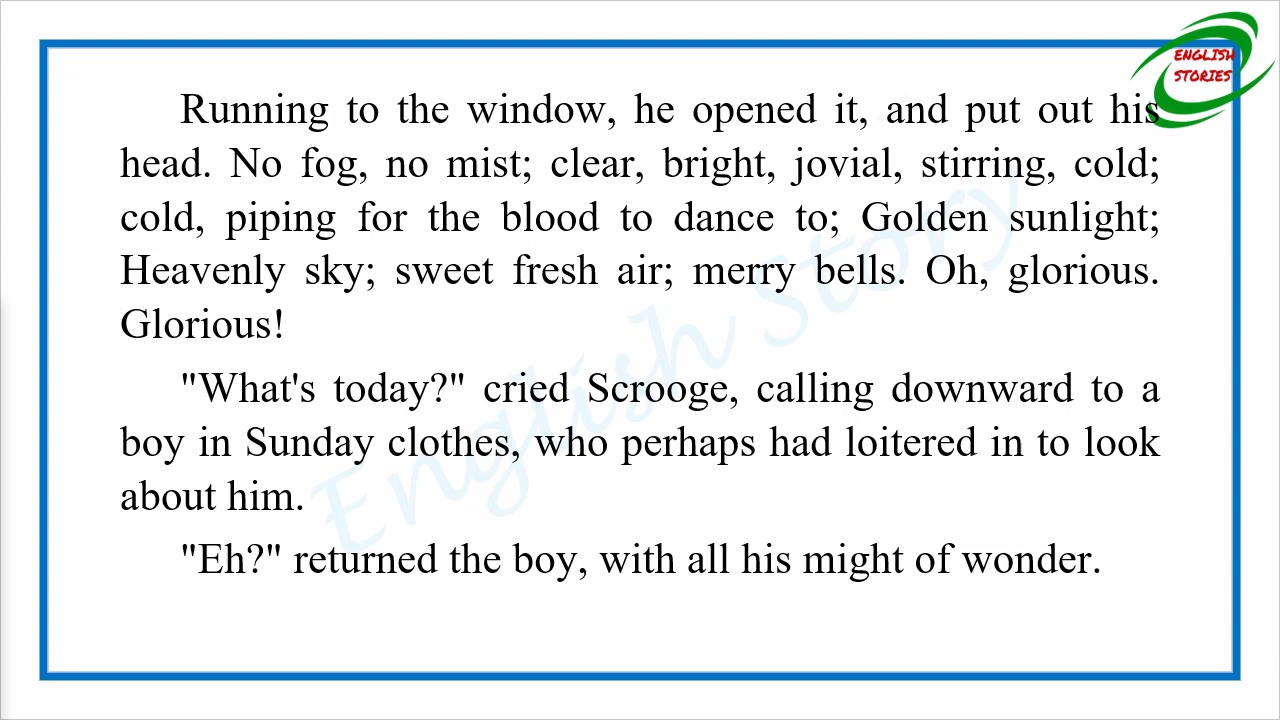 ENGLISH
STORIES
Running to the window, he opened it, and put out his
head. No fog, no mist; clear, bright, jovial, stirring, cold;
cold, piping for the blood to dance to; Golden sunlight;
Heavenly sky; sweet fresh air; merry bells. Oh, glorious.
Glorious!
"What's today?" cried Scrooge, calling downward to a
boy in Sunday clothes, who perhaps had loitered in to look
about him.
"Eh?" returned the boy, with all his might of wonder.
English Story